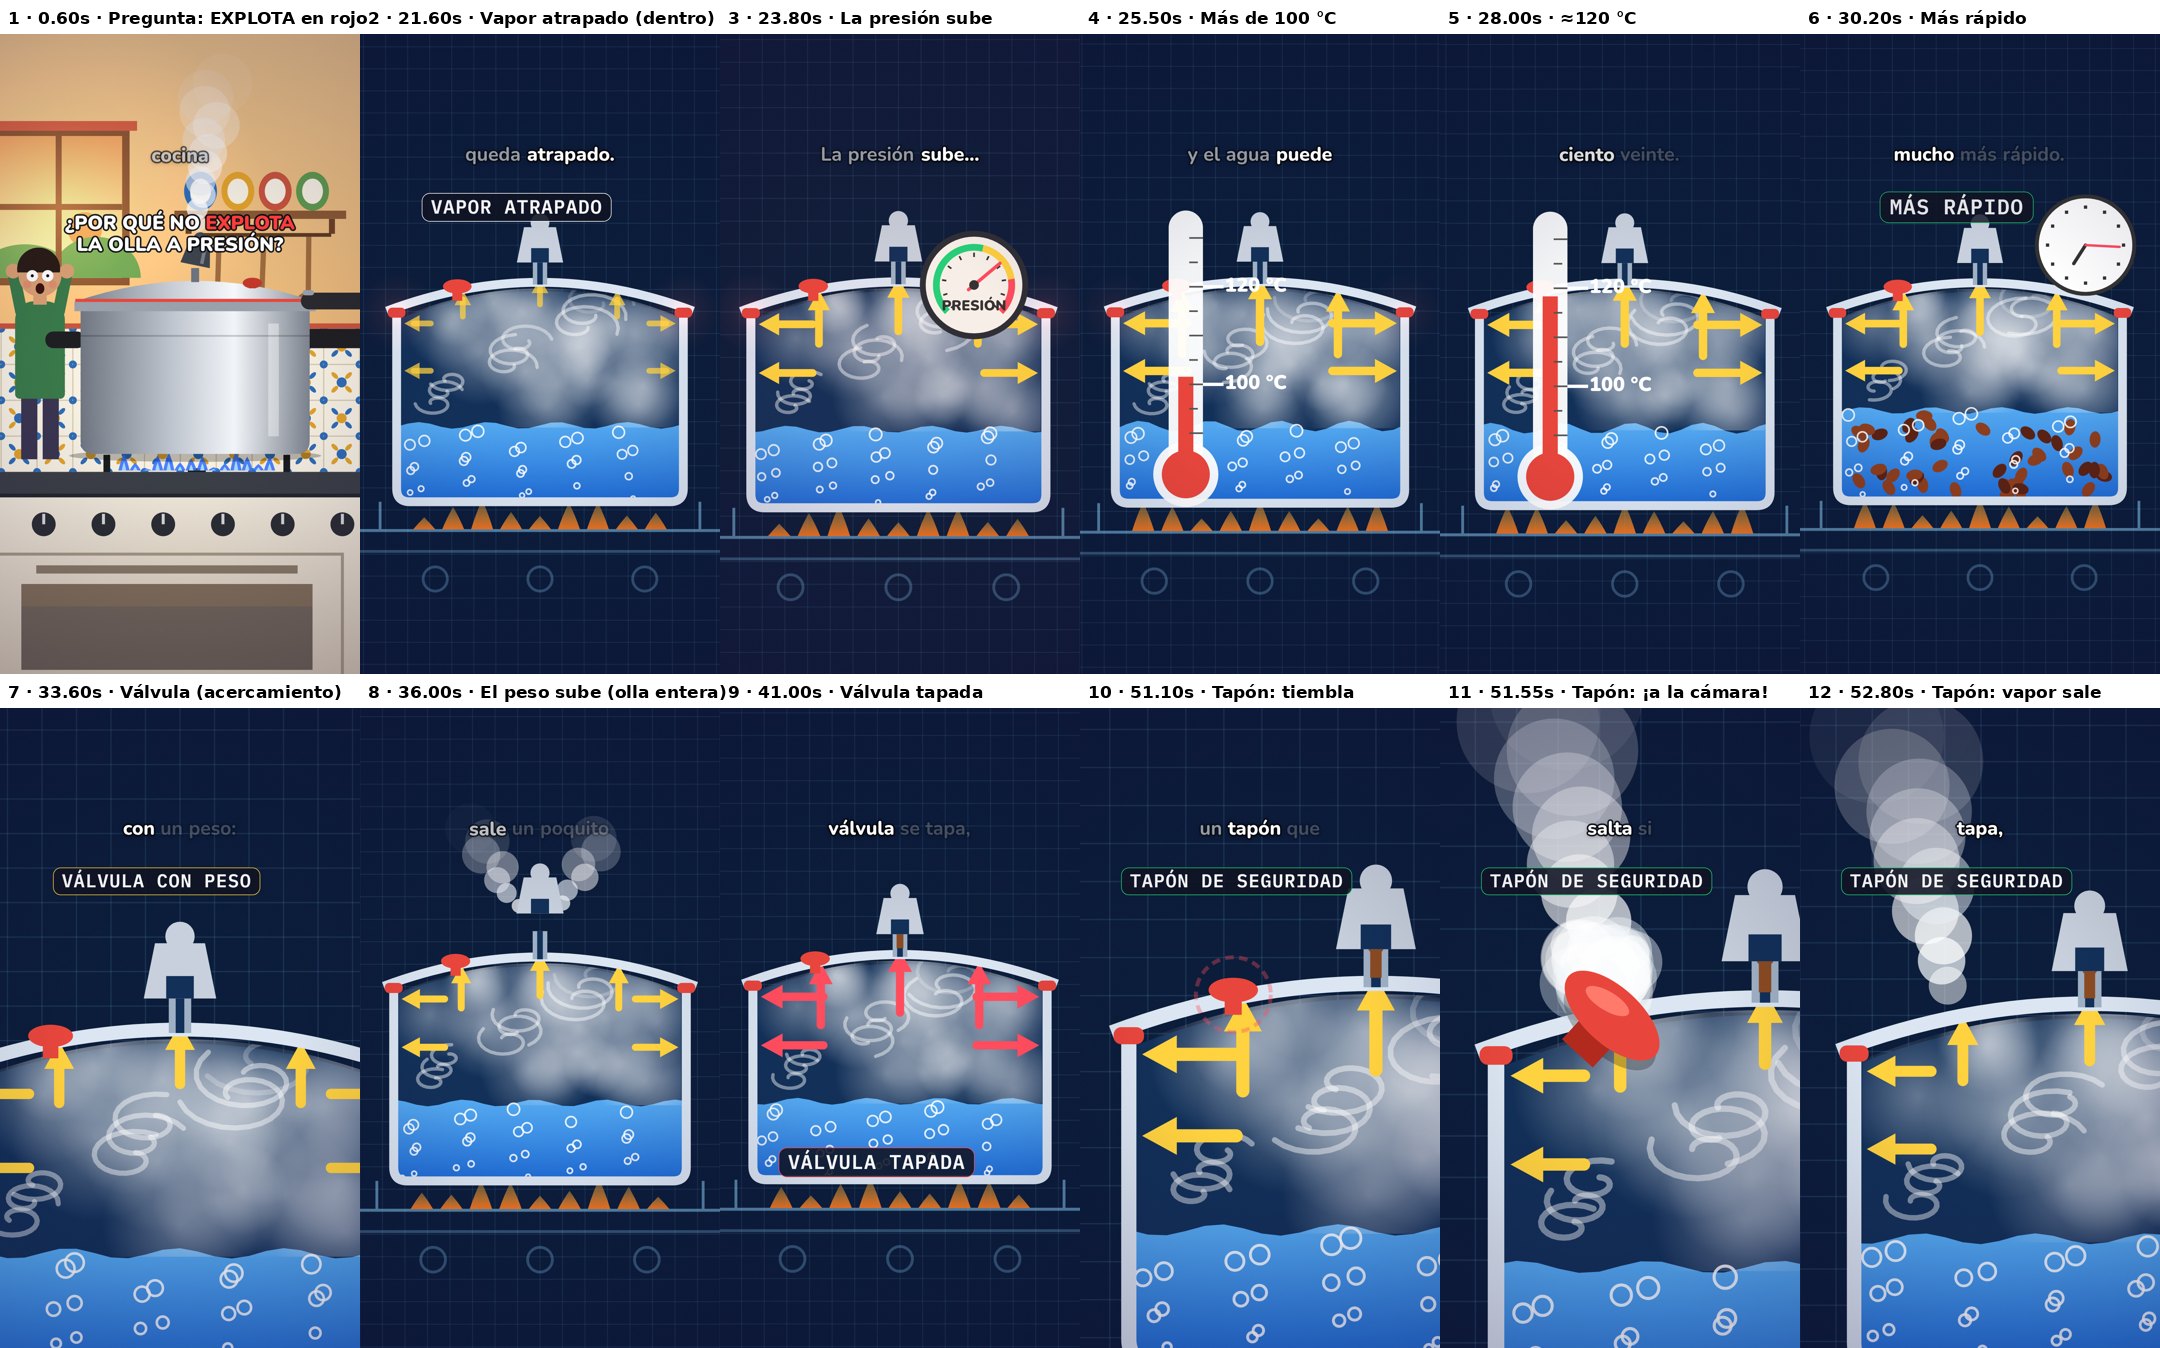 1 · 0.60s · Pregunta: EXPLOTA en rojo
cocina
¿POR QUÉ NO EXPLOTA
LA OLLA A PRESIÓN?
2 · 21.60s · Vapor atrapado (dentro)
queda atrapado.
VAPOR ATRAPADO
3 · 23.80s · La presión sube
La presión sube...
PRESIÓN
4 · 25.50s · Más de 100 °C
y el agua puede
120 °C
100 °C
5 · 28.00s · ≈120 °C
ciento veinte.
120 °C
100 °C
6 · 30.20s · Más rápido
mucho más rápido.
MÁS RÁPIDO
7 · 33.60s · Válvula (acercamiento)
con un peso:
VÁLVULA CON PESO
8 · 36.00s · El peso sube (olla entera)
sale un poquito
9 · 41.00s · Válvula tapada
válvula se tapa,
VÁLVULA TAPADA
10 · 51.10s · Tapón: tiembla
un tapón que
TAPÓN DE SEGURIDAD
11 · 51.55s · Tapón: ¡a la cámara!
salta si
TAPÓN DE SEGURIDAD
12 · 52.80s · Tapón: vapor sale
tapa,
TAPÓN DE SEGURIDAD